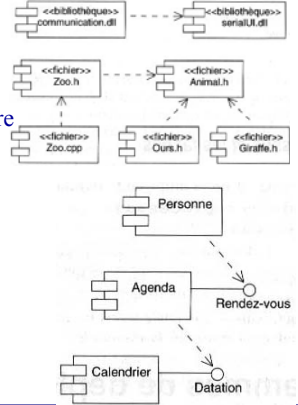 <<bibliothèque>> <<bibliothèque>>
communication.dll serialUI.dll
<<fichier>> <<fichier>>
Zoo.h Animal.h
re
<<fichier>> <<fichier>> <<fichier>>
Zoo.cpp Ours.h Giraffe.h
Personne
Agenda
Rendez-vous
Calendrier
Datation